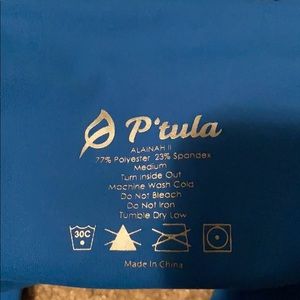 P'tula
ALAINAH II
77% Polyester 23% Spandex
Medium
Turn Inside Out
Machine Wash Cold
Do Not Bleach
Do Not Iron
Tumble Dry Low
30C
Made In China